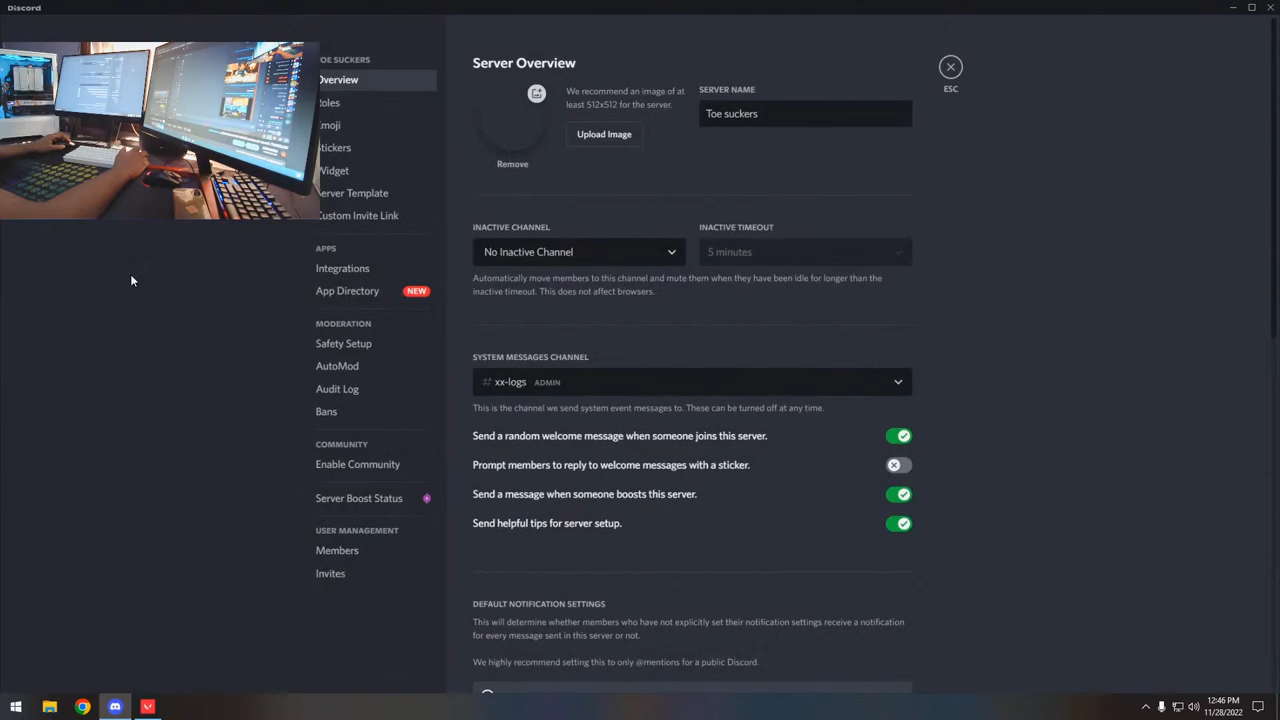 Discord
TOE SUCKERS
Overview
Roles
Emoji
Stickers
Widget
Server Template
Custom Invite Link
APPS
Integrations
App Directory NEW
MODERATION
Safety Setup
AutoMod
Audit Log
Bans
COMMUNITY
Enable Community
Server Boost Status
USER MANAGEMENT
Members
Invites
Server Overview
Remove
We recommend an image of at
least 512x512 for the server.
Upload Image
SERVER NAME
Toe suckers
ESC
INACTIVE CHANNEL
No Inactive Channel
INACTIVE TIMEOUT
5 minutes
Automatically move members to this channel and mute them when they have been idle for longer than the
inactive timeout. This does not affect browsers.
SYSTEM MESSAGES CHANNEL
# xx-logs ADMIN
This is the channel we send system event messages to. These can be turned off at any time.
Send a random welcome message when someone joins this server.
Prompt members to reply to welcome messages with a sticker.
Send a message when someone boosts this server.
Send helpful tips for server setup.
DEFAULT NOTIFICATION SETTINGS
This will determine whether members who have not explicitly set their notification settings receive a notification
for every message sent in this server or not.
We highly recommend setting this to only @mentions for a public Discord.
12:46 PM
11/28/2022